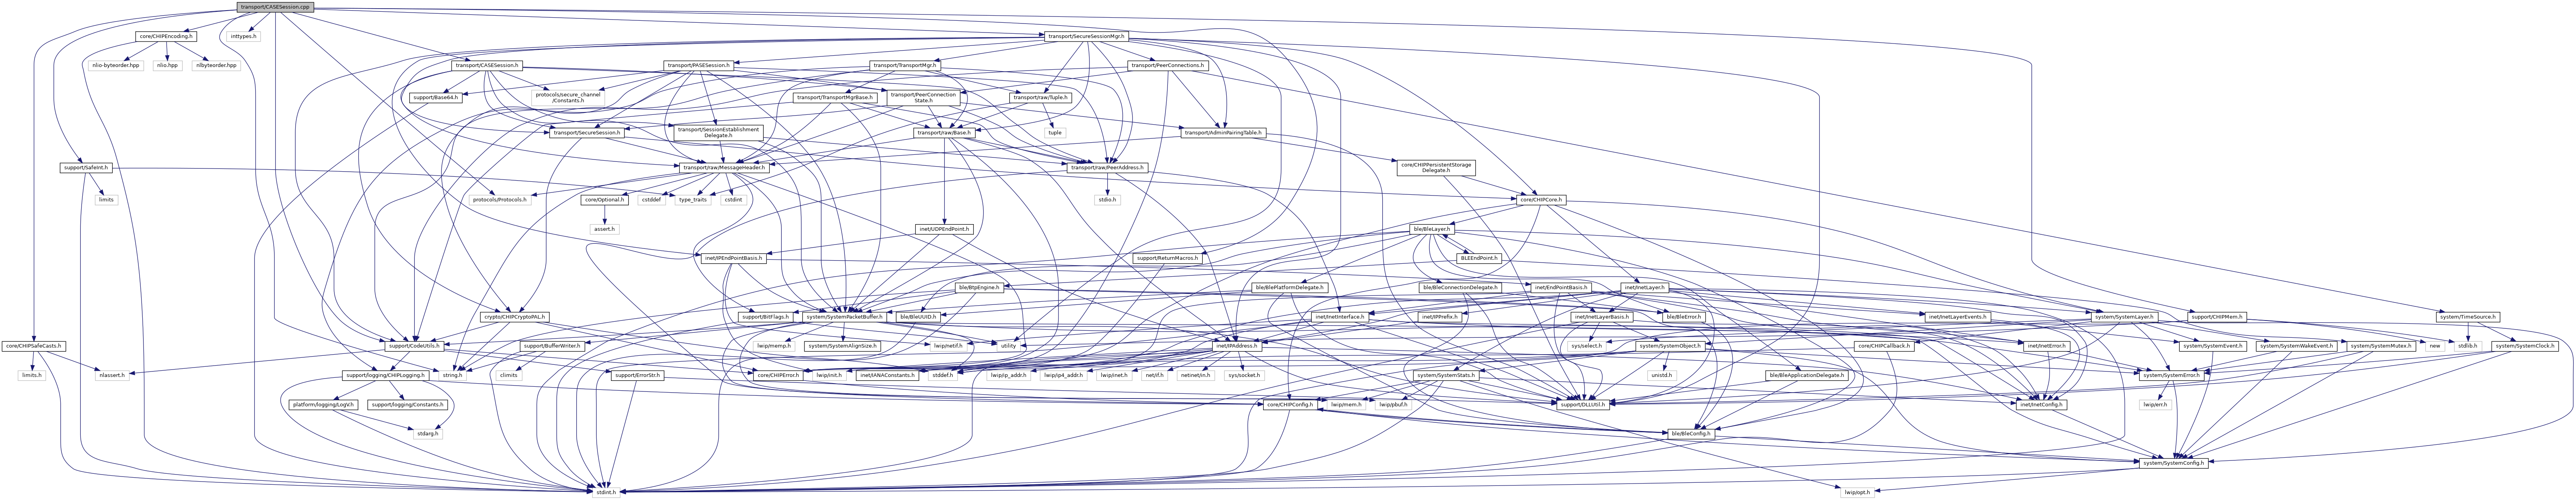 transport/CASESession.cpp
core/CHIPEncoding.h
inttypes.h
transport/SecureSessionMgr.h
nlio-byteorder.hpp
nlio.hpp
nlbyteorder.hpp
transport/CASESession.h
transport/PASESession.h
transport/TransportMgr.h
transport/PeerConnections.h
support/Base64.h
protocols/secure_channel
/Constants.h
transport/TransportMgrBase.h
transport/PeerConnection
State.h
transport/raw/Tuple.h
transport/SecureSession.h
transport/SessionEstablishment
Delegate.h
transport/raw/Base.h
tuple
transport/AdminPairingTable.h
support/SafeInt.h
transport/raw/MessageHeader.h
transport/raw/PeerAddress.h
core/CHIPPersistentStorage
Delegate.h
limits
protocols/Protocols.h
core/Optional.h
cstddef
type_traits
cstdint
stdio.h
core/CHIPCore.h
assert.h
inet/UDPEndPoint.h
ble/BleLayer.h
inet/IPEndPointBasis.h
support/ReturnMacros.h
BLEEndPoint.h
ble/BtpEngine.h
ble/BlePlatformDelegate.h
ble/BleConnectionDelegate.h
inet/EndPointBasis.h
inet/InetLayer.h
crypto/CHIPCryptoPAL.h
support/BitFlags.h
system/SystemPacketBuffer.h
ble/BleUUID.h
inet/InetInterface.h
inet/IPPrefix.h
inet/InetLayerBasis.h
ble/BleError.h
inet/InetLayerEvents.h
system/SystemLayer.h
support/CHIPMem.h
system/SystemTimeSource.h
core/CHIPSafeCasts.h
support/CodeUtils.h
support/BufferWriter.h
lwip/memp.h
system/SystemAlignSize.h
lwip/netif.h
utility
inet/IPAddress.h
sys/select.h
system/SystemObject.h
core/CHIPCallback.h
inet/InetError.h
system/SystemEvent.h
system/SystemWakeEvent.h
system/SystemMutex.h
new
stdlib.h
system/SystemClock.h
limits.h
nlassert.h
support/logging/CHIPLogging.h
string.h
climits
support/ErrorStr.h
core/CHIPError.h
lwip/init.h
inet/IANAConstants.h
stddef.h
lwip/ip_addr.h
lwip/ip4_addr.h
lwip/inet.h
net/if.h
netinet/in.h
sys/socket.h
system/SystemStats.h
unistd.h
ble/BleApplicationDelegate.h
system/SystemError.h
platform/logging/LogV.h
support/logging/Constants.h
core/CHIPConfig.h
lwip/mem.h
lwip/pbuf.h
support/DLLUtil.h
inet/InetConfig.h
lwip/err.h
stdarg.h
ble/BleConfig.h
system/SystemConfig.h
stdint.h
lwip/opt.h